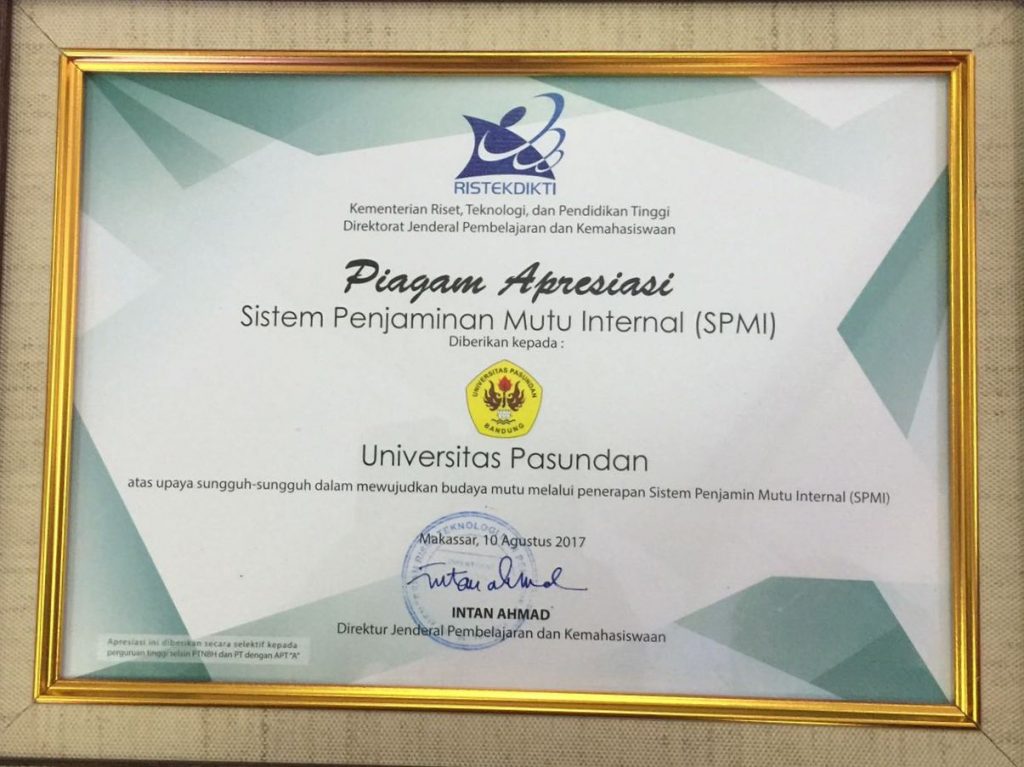 RISTEKDIKTI
Kementerian Riset, Teknologi, dan Pendidikan Tinggi
Direktorat Jenderal Pembelajaran dan Kemahasiswaan
Piagam Apresiasi
Sistem Penjaminan Mutu Internal (SPMI)
Diberikan kepada :
UNIVERSITAS PASUNDAN
BANDUNG
Universitas Pasundan
atas upaya sungguh-sungguh dalam mewujudkan budaya mutu melalui penerapan Sistem Penjamin Mutu Internal (SPMI)
TEKNOLOGI
Makassar, 10 Agustus 2017
Intan Ahmad
INTAN AHMAD
Direktur Jenderal Pembelajaran dan Kemahasiswaan
Apresiasi ini diberikan secara selektif kepada
perguruan tinggi selain PTNBH dan PT dengan APT "A"